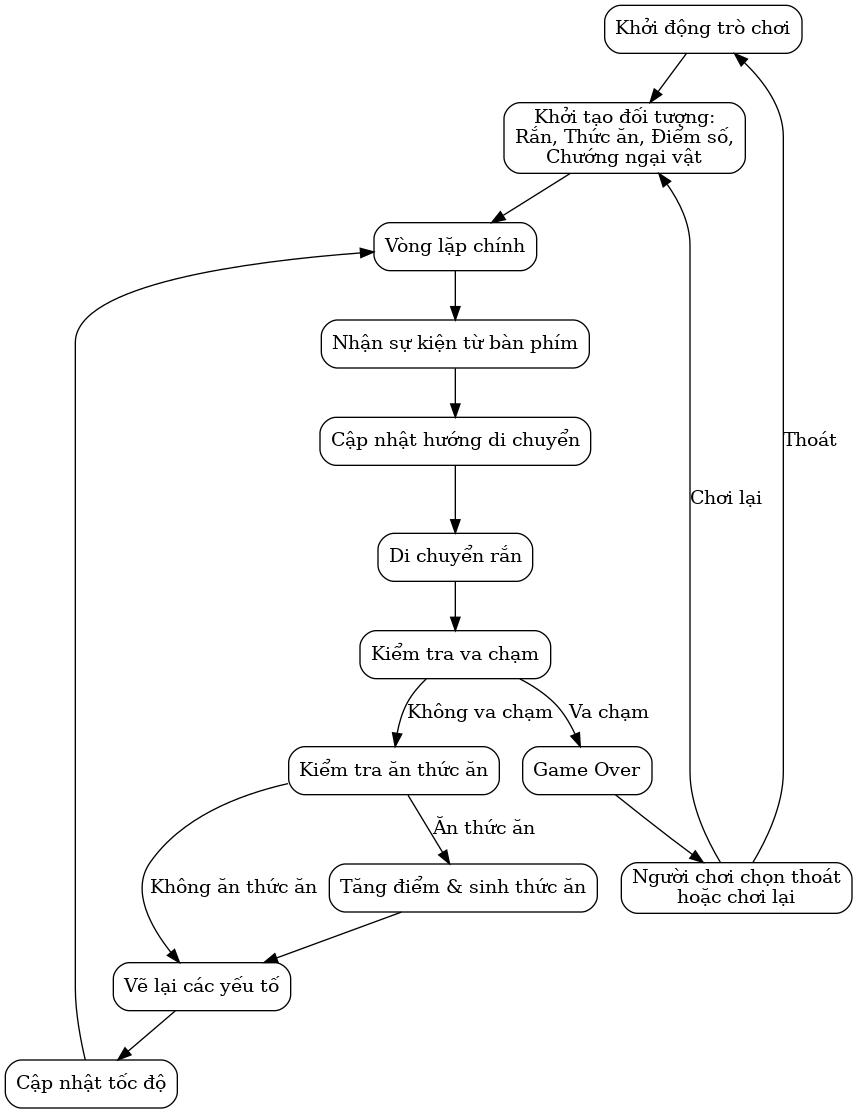 Khởi động trò chơi
Khởi tạo đối tượng:
Rắn, Thức ăn, Điểm số,
Chướng ngại vật
Vòng lặp chính
Nhận sự kiện từ bàn phím
Cập nhật hướng di chuyển
Thoát
Chơi lại
Di chuyển rắn
Kiểm tra va chạm
Không va chạm
Va chạm
Kiểm tra ăn thức ăn
Game Over
Ăn thức ăn
Không ăn thức ăn
Tăng điểm & sinh thức ăn
Người chơi chọn thoát
hoặc chơi lại
Vẽ lại các yếu tố
Cập nhật tốc độ